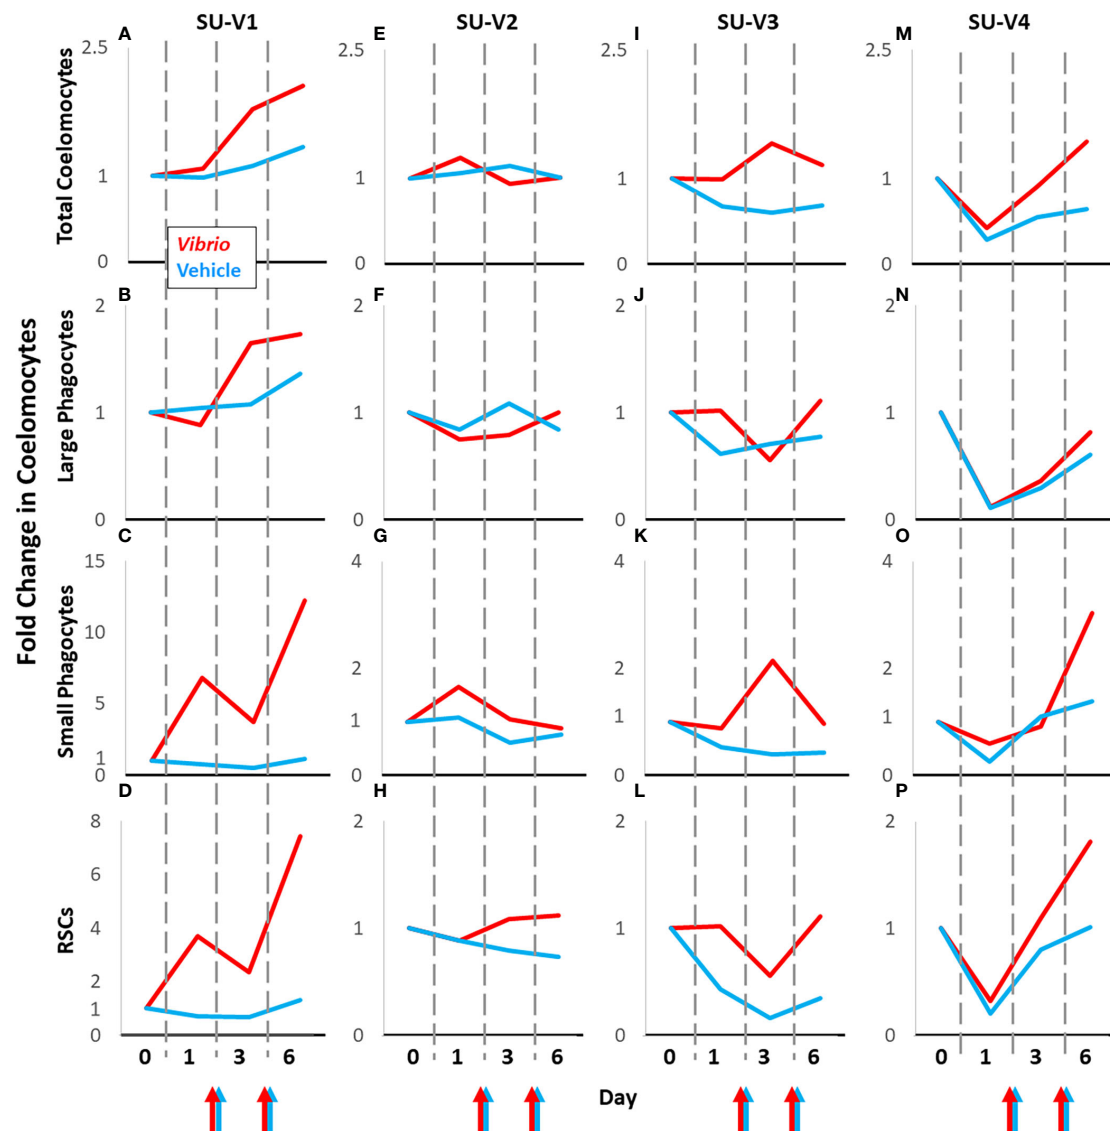 SU-V1 SU-V2 SU-V3 SU-V4
A E I M
Total Coelomocytes
2.5 2.5 2.5 2.5
1 1 1 1
0 0 0 0
Vibrio
Vehicle
Fold Change in Coelomocytes
B F J N
Large Phagocytes
2 2 2 2
1 1 1 1
0 0 0 0
C G K O
Small Phagocytes
15 4 4 4
10
5 2 2 2
1 1 1 1
0 0 0 0
D H L P
RSCs
8 2 2 2
6
4 1 1 1
2
1
0 0 0 0
0 1 3 6 0 1 3 6 0 1 3 6 0 1 3 6
Day